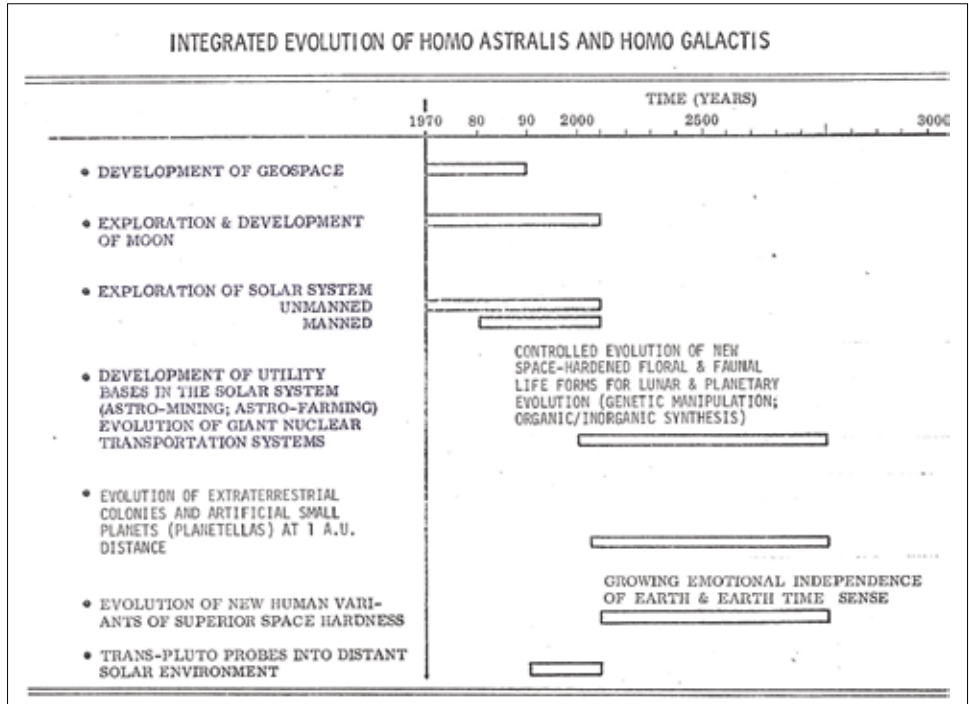 INTEGRATED EVOLUTION OF HOMO ASTRALIS AND HOMO GALACTIS
TIME (YEARS)
1970 80 90 2000 2500 3000
• DEVELOPMENT OF GEOSPACE
• EXPLORATION & DEVELOPMENT
OF MOON
• EXPLORATION OF SOLAR SYSTEM
UNMANNED
MANNED
CONTROLLED EVOLUTION OF NEW
SPACE-HARDENED FLORAL & FAUNAL
LIFE FORMS FOR LUNAR & PLANETARY
EVOLUTION (GENETIC MANIPULATION;
ORGANIC/INORGANIC SYNTHESIS)
• DEVELOPMENT OF UTILITY
BASES IN THE SOLAR SYSTEM
(ASTRO-MINING; ASTRO-FARMING)
EVOLUTION OF GIANT NUCLEAR
TRANSPORTATION SYSTEMS
• EVOLUTION OF EXTRATERRESTRIAL
COLONIES AND ARTIFICIAL SMALL
PLANETS (PLANETELLAS) AT 1 A.U.
DISTANCE
GROWING EMOTIONAL INDEPENDENCE
OF EARTH & EARTH TIME SENSE
• EVOLUTION OF NEW HUMAN VARI-
ANTS OF SUPERIOR SPACE HARDNESS
• TRANS-PLUTO PROBES INTO DISTANT
SOLAR ENVIRONMENT